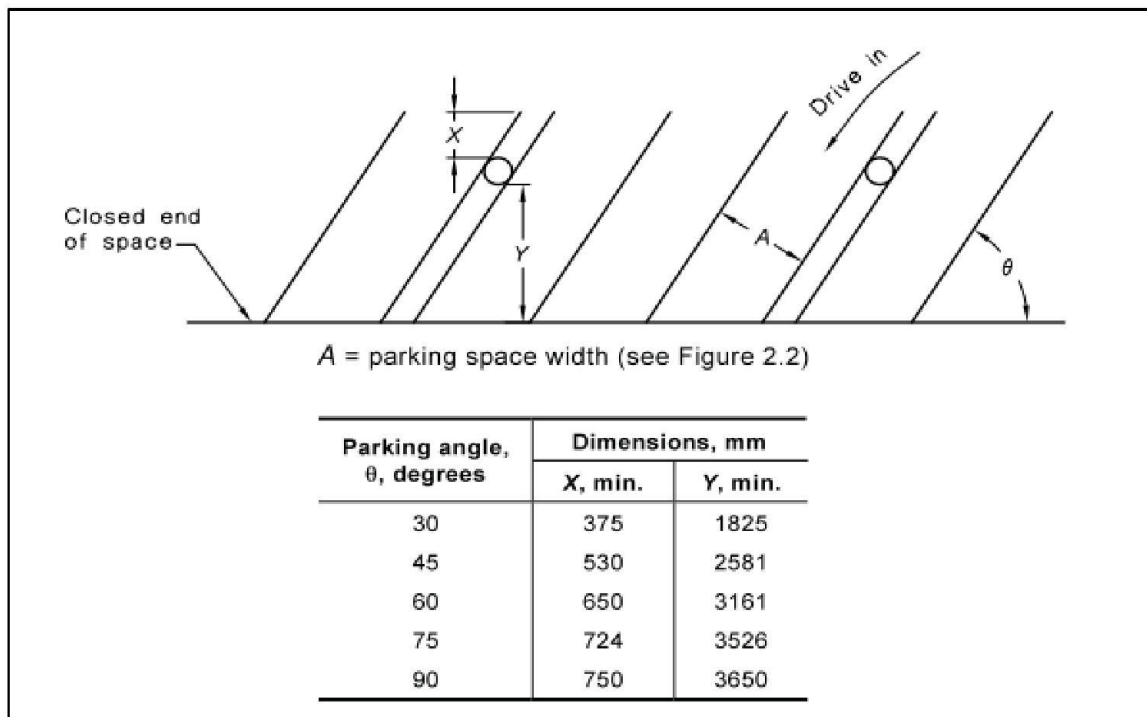 Drive in
X
Closed end
of space
Y
A
θ
A = parking space width (see Figure 2.2)
Parking angle,
θ, degrees
Dimensions, mm
X, min. Y, min.
30 375 1825
45 530 2581
60 650 3161
75 724 3526
90 750 3650